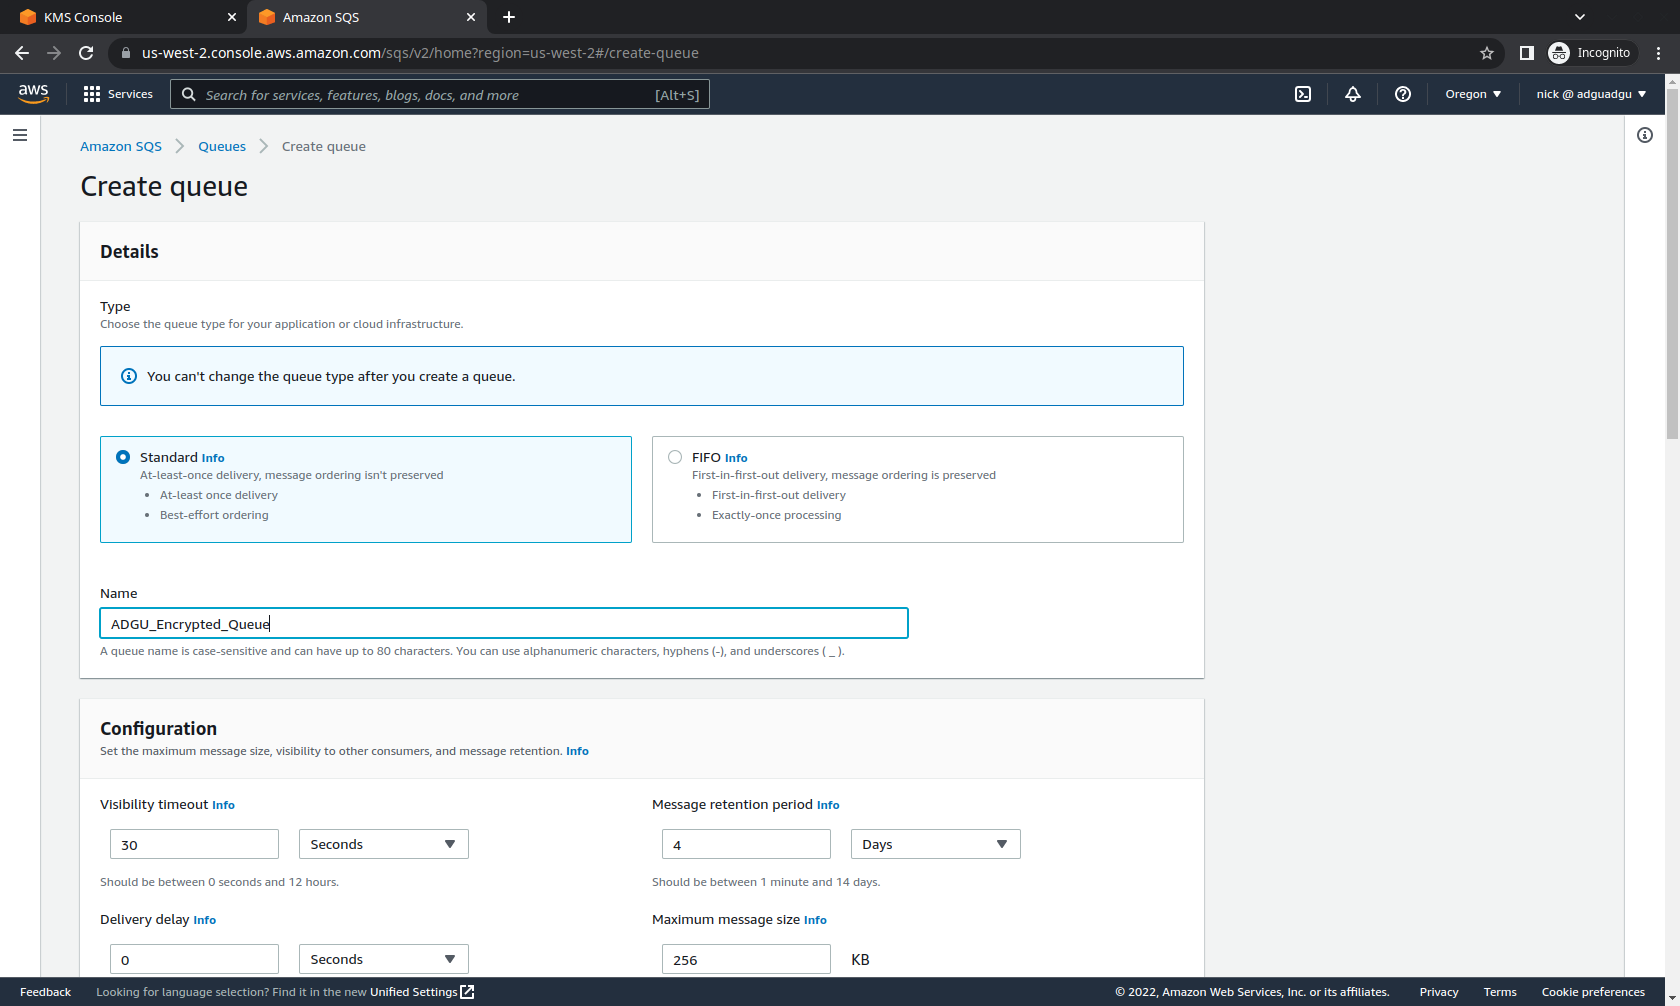 KMS Console
Amazon SQS
us-west-2.console.aws.amazon.com/sqs/v2/home?region=us-west-2#/create-queue
Incognito
aws
Services
Search for services, features, blogs, docs, and more [Alt+S]
Oregon
nick @ adguadgu
Amazon SQS
Queues
Create queue
Create queue
Details
Type
Choose the queue type for your application or cloud infrastructure.
You can't change the queue type after you create a queue.
Standard Info
At-least-once delivery, message ordering isn't preserved
• At-least once delivery
• Best-effort ordering
FIFO Info
First-in-first-out delivery, message ordering is preserved
• First-in-first-out delivery
• Exactly-once processing
Name
ADGU_Encrypted_Queue
A queue name is case-sensitive and can have up to 80 characters. You can use alphanumeric characters, hyphens (-), and underscores ( _ ).
Configuration
Set the maximum message size, visibility to other consumers, and message retention. Info
Visibility timeout Info
30
Seconds
Should be between 0 seconds and 12 hours.
Message retention period Info
4
Days
Should be between 1 minute and 14 days.
Delivery delay Info
0
Seconds
Maximum message size Info
256
KB
Feedback
Looking for language selection? Find it in the new Unified Settings
© 2022, Amazon Web Services, Inc. or its affiliates.
Privacy
Terms
Cookie preferences